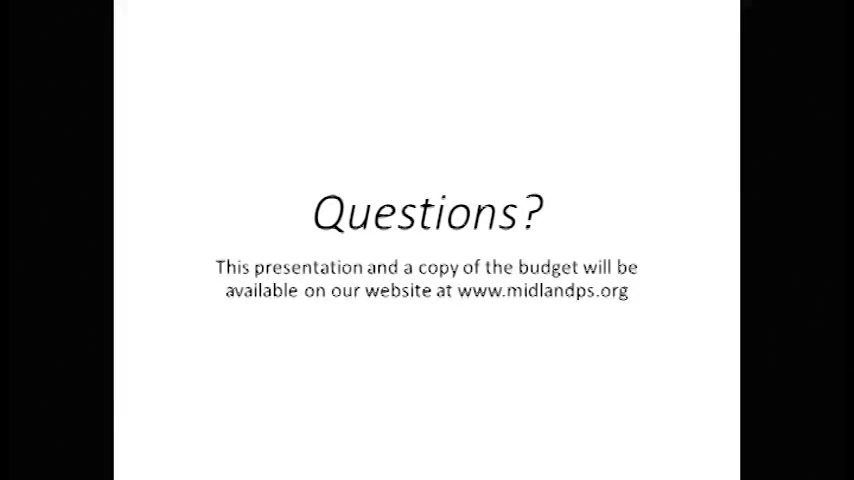 Questions?
This presentation and a copy of the budget will be
available on our website at www.midlandps.org